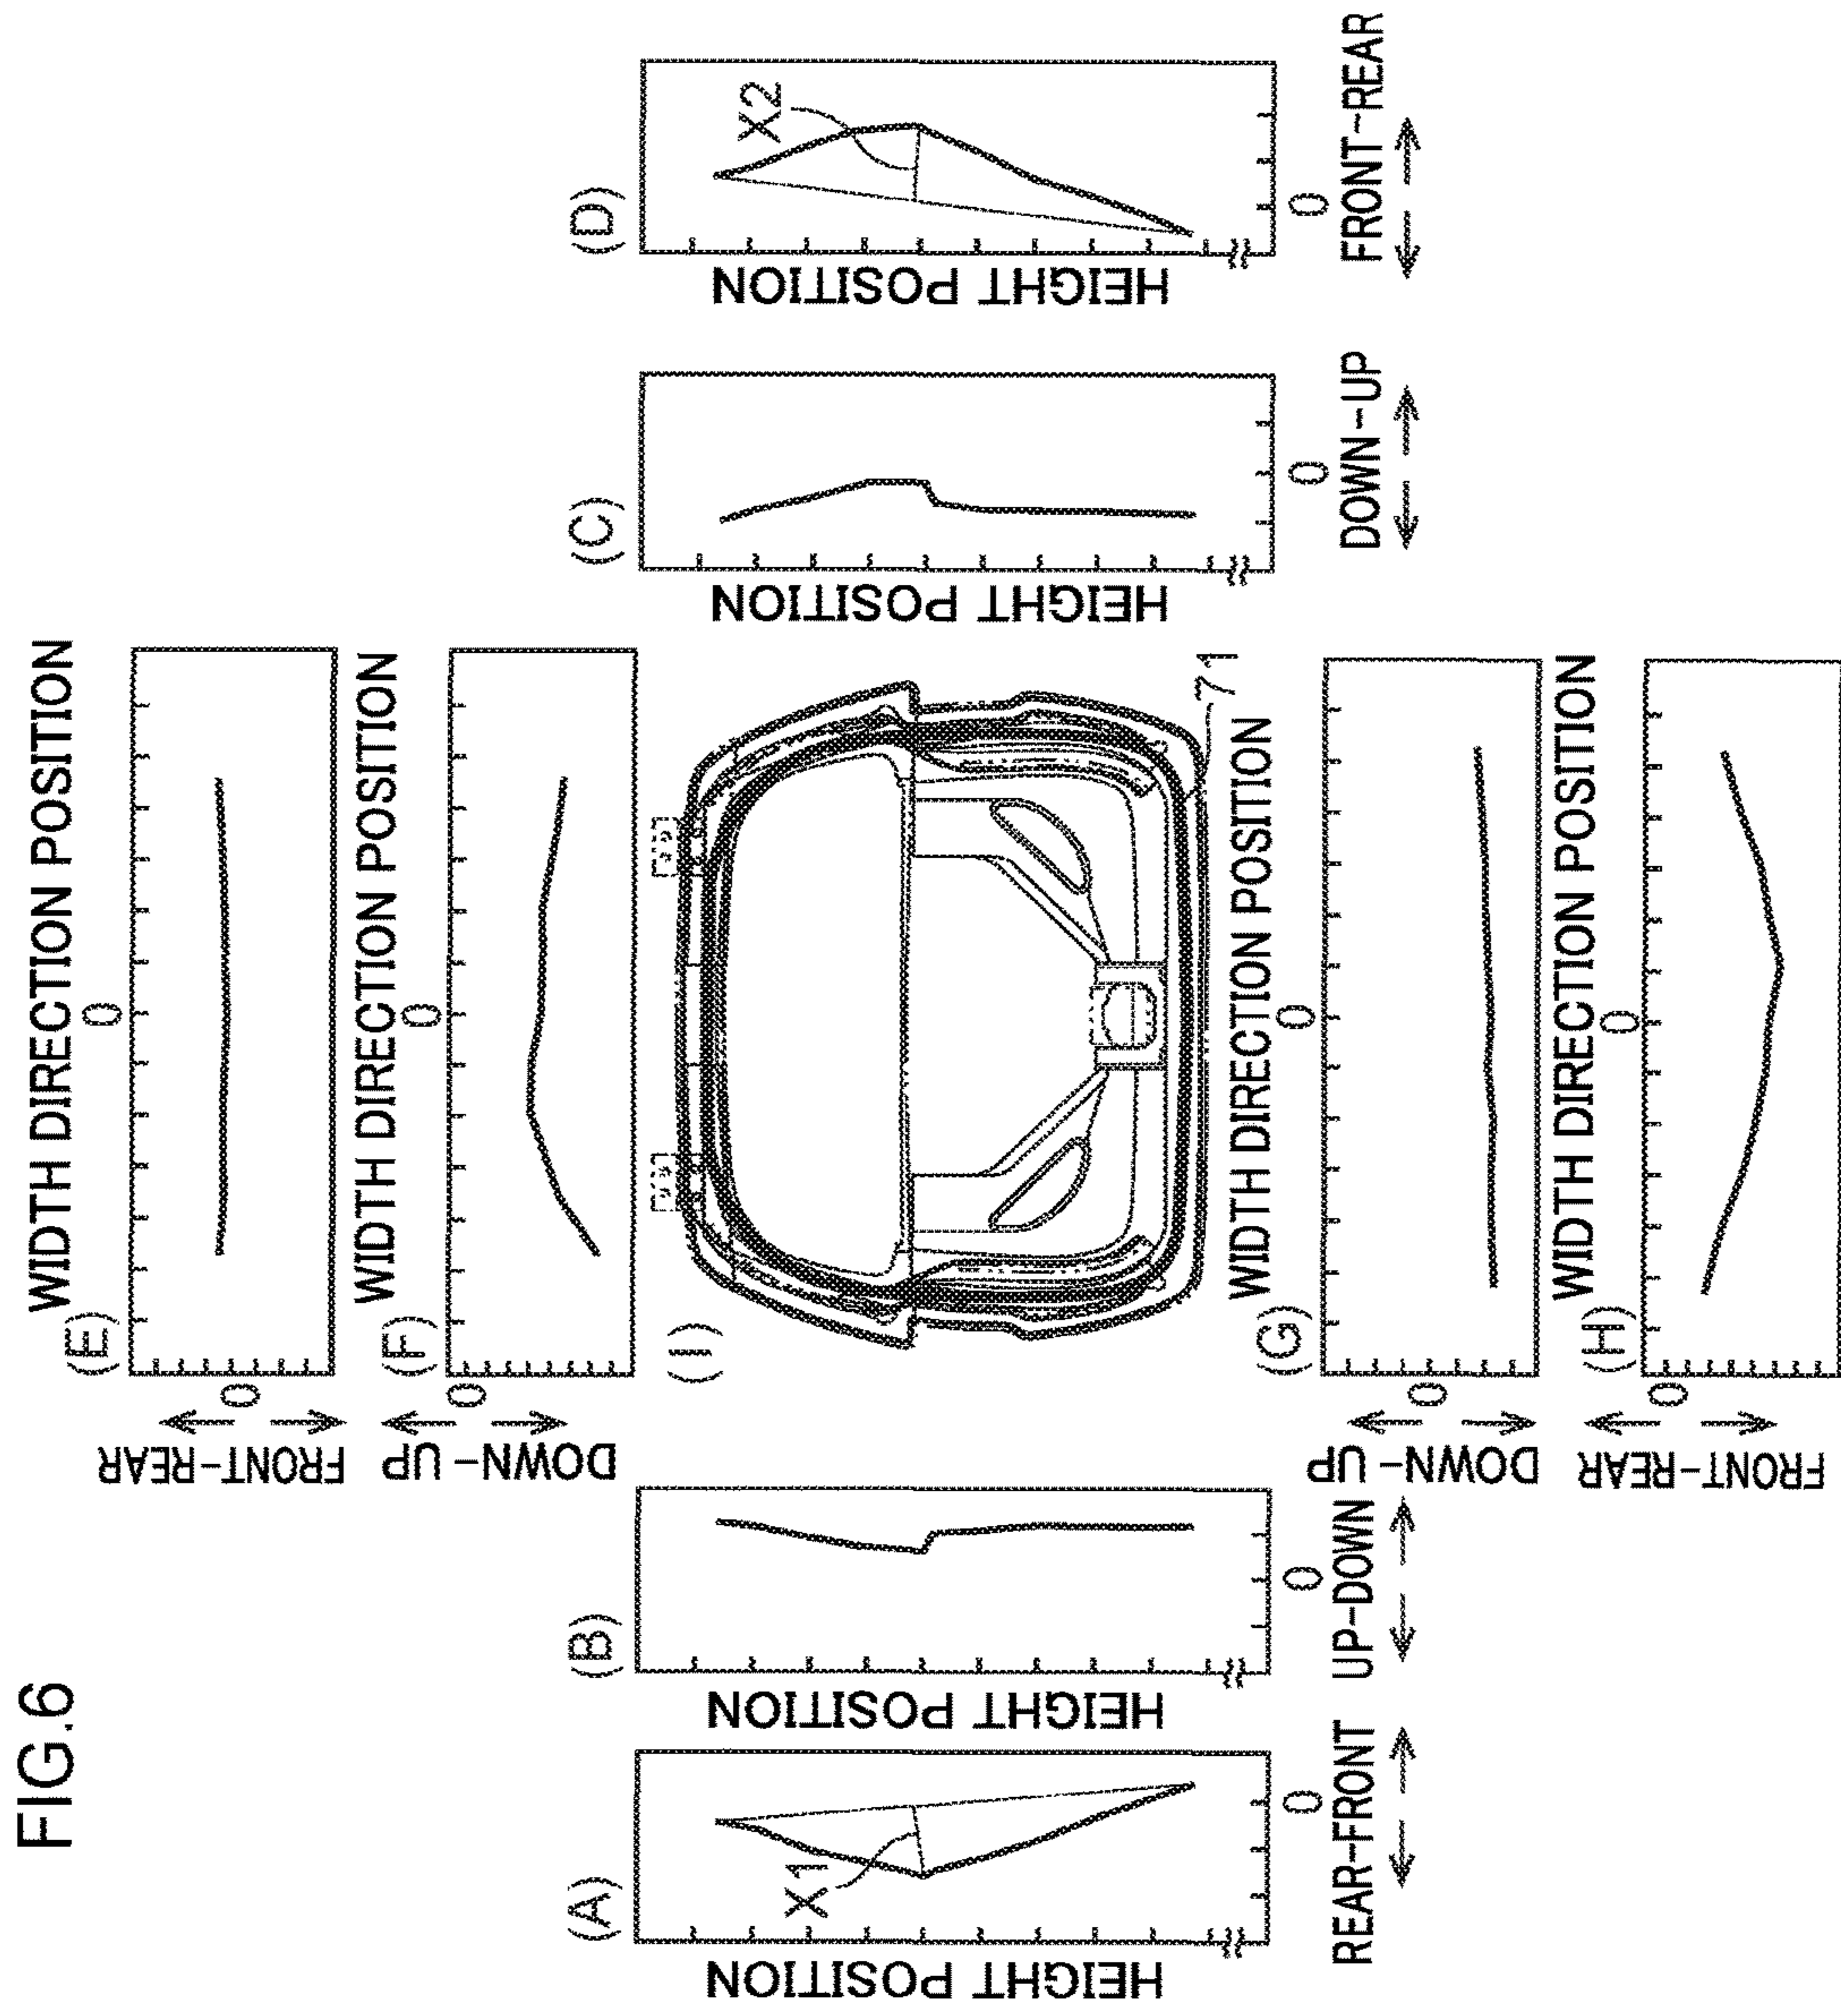 FIG.6
WIDTH DIRECTION POSITION
(E)
0
0
FRONT-REAR
WIDTH DIRECTION POSITION
(F)
0
0
DOWN-UP
(A)
X1
HEIGHT POSITION
0
REAR-FRONT
(B)
HEIGHT POSITION
0
UP-DOWN
(I)
71
(C)
HEIGHT POSITION
0
DOWN-UP
(D)
X2
HEIGHT POSITION
0
FRONT-REAR
WIDTH DIRECTION POSITION
(G)
0
0
DOWN-UP
WIDTH DIRECTION POSITION
(H)
0
0
FRONT-REAR